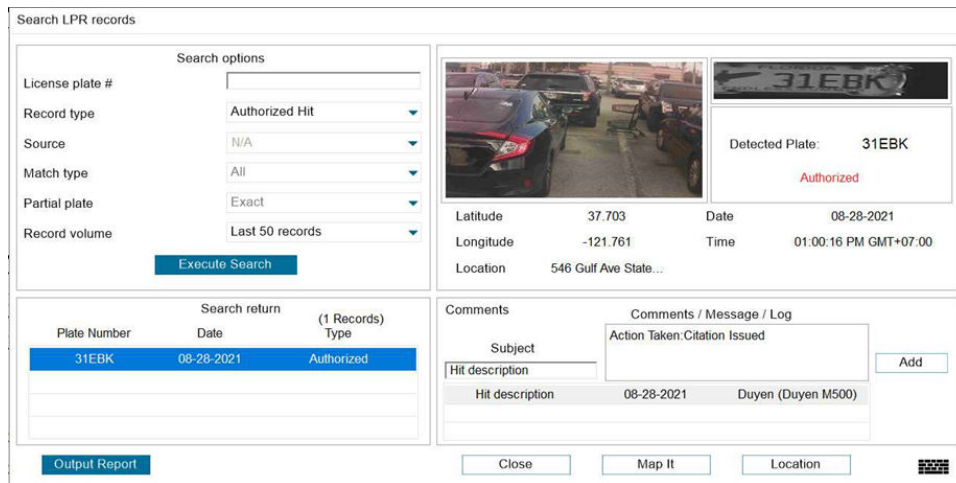 Search LPR records
Search options
License plate #
Record type Authorized Hit
Source N/A
Match type All
Partial plate Exact
Record volume Last 50 records
Execute Search
FLORIDA
31EBK
Detected Plate: 31EBK
Authorized
Latitude 37.703 Date 08-28-2021
Longitude -121.761 Time 01:00:16 PM GMT+07:00
Location 546 Gulf Ave State...
Search return
(1 Records)
Plate Number Date Type
31EBK 08-28-2021 Authorized
Comments
Comments / Message / Log
Subject
Action Taken:Citation Issued
Hit description
Add
Hit description 08-28-2021 Duyen (Duyen M500)
Output Report
Close Map It Location